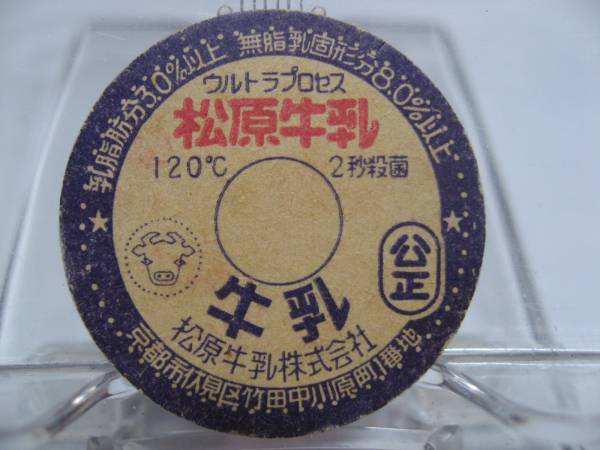 乳脂肪分3.0%以上 無脂乳固形分8.0%以上
ウルトラプロセス
松原牛乳
120℃ 2秒殺菌
公正
牛乳
松原牛乳株式会社
京都市伏見区竹田中川原町1番地